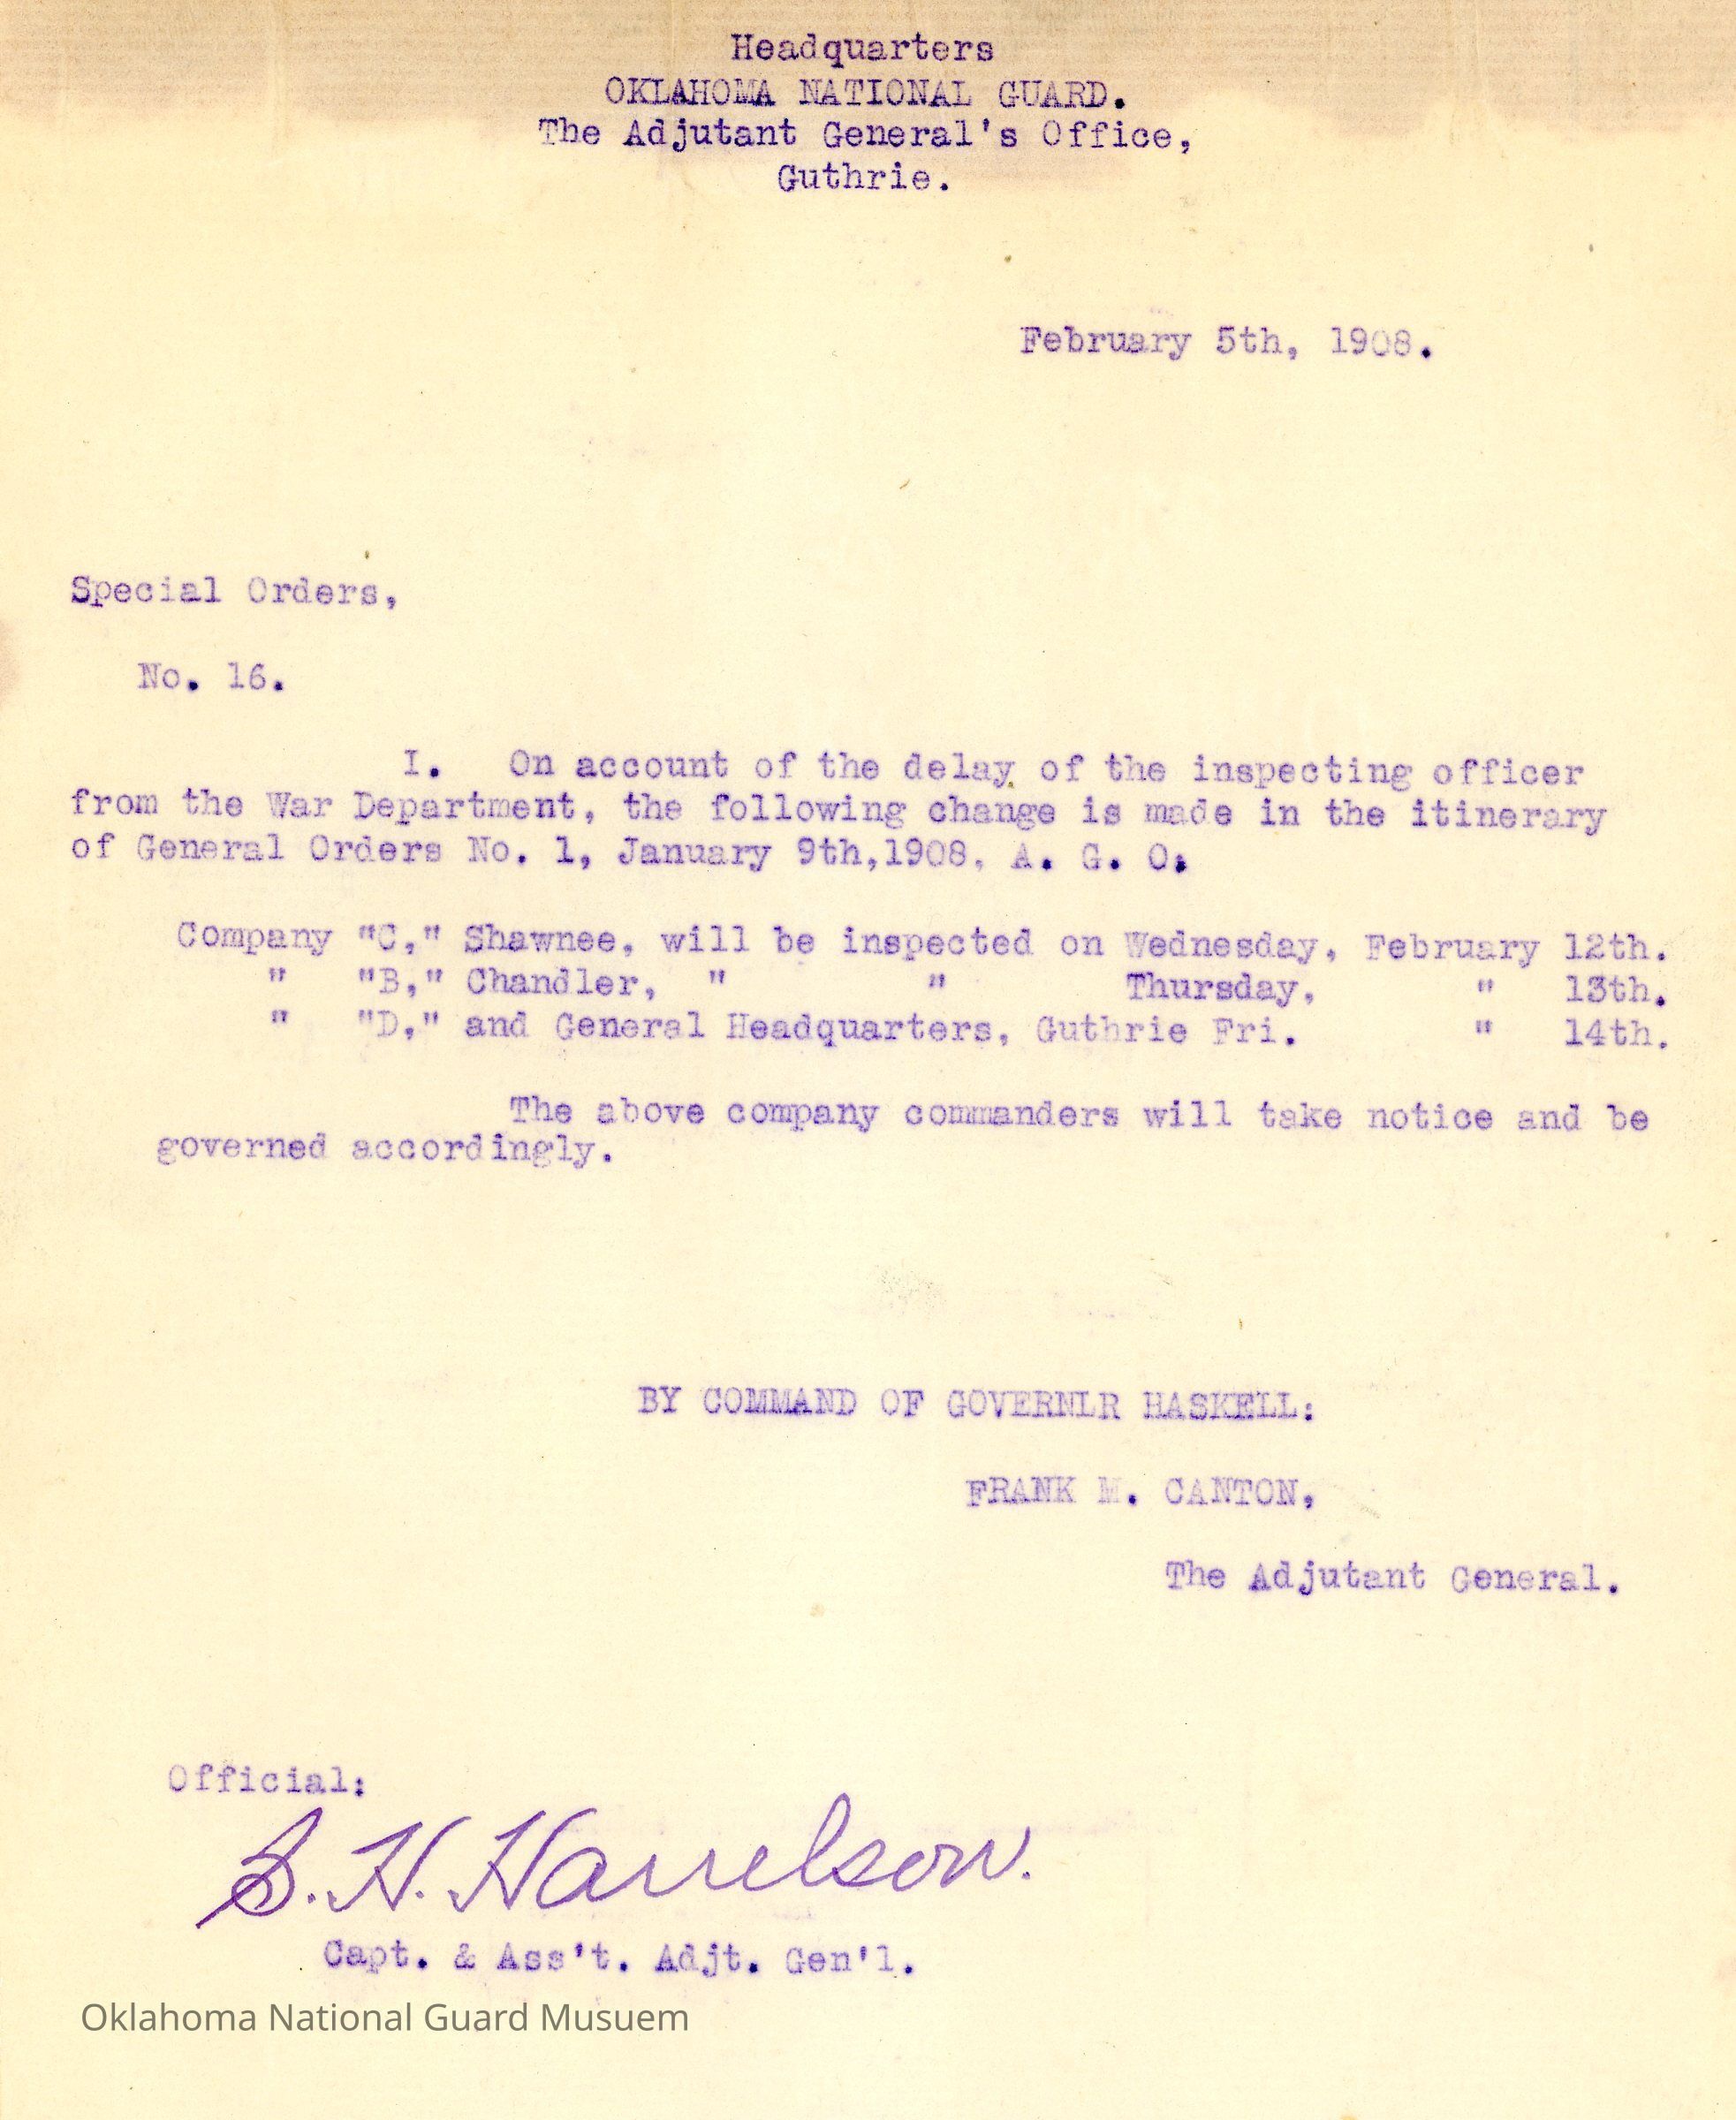 Headquarters
OKLAHOMA NATIONAL GUARD.
The Adjutant General's Office,
Guthrie.
February 5th, 1908.
Special Orders,
No. 16.
I. On account of the delay of the inspecting officer
from the War Department, the following change is made in the itinerary
of General Orders No. 1, January 9th,1908, A. G. O:
Company "C," Shawnee, will be inspected on Wednesday, February 12th.
" "B," Chandler, " " Thursday, " 13th.
" "D," and General Headquarters, Guthrie Fri. " 14th.
The above company commanders will take notice and be
governed accordingly.
BY COMMAND OF GOVERNLR HASKELL:
FRANK M. CANTON,
The Adjutant General.
Official:
S. H. Harrelson.
Capt. & Ass't. Adjt. Gen'l.
Oklahoma National Guard Musuem